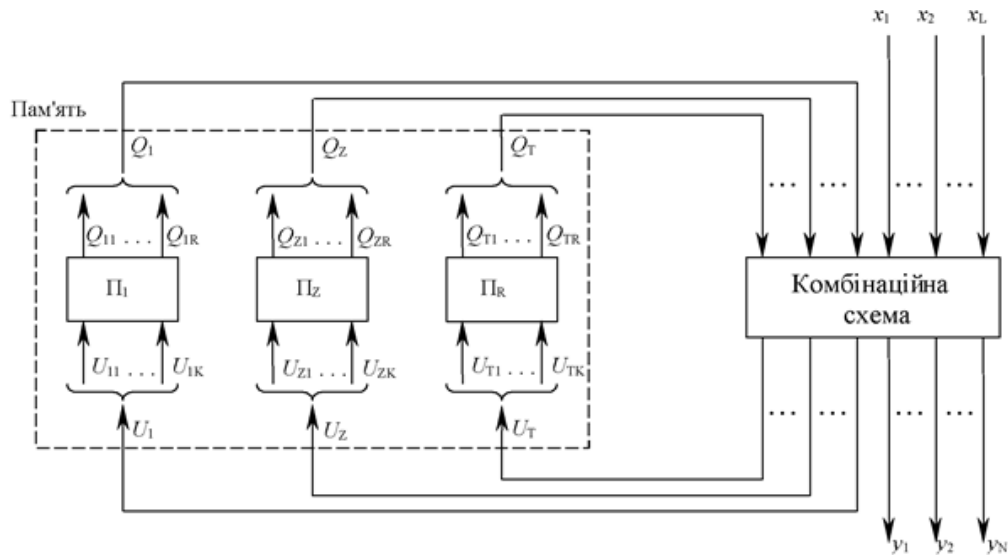 x1 x2 xL
Пам'ять
Q1 QZ QT
... ... ... ...
Q11 ... Q1R QZ1 ... QZR QT1 ... QTR
П1 ПZ ПR
Комбінаційна
схема
U11 ... U1K UZ1 ... UZK UT1 ... UTK
... ... ... ...
U1 UZ UT
y1 y2 yN